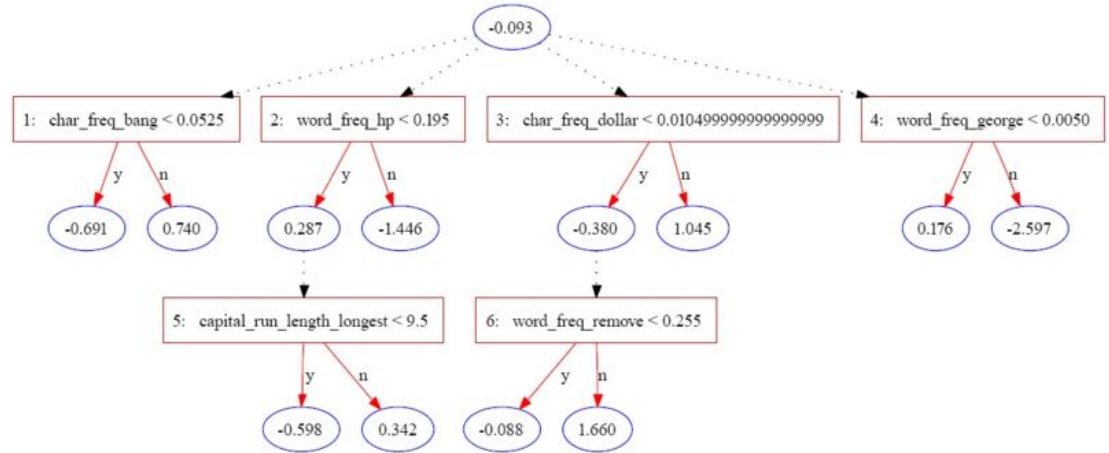 -0.093
1: char_freq_bang < 0.0525
2: word_freq_hp < 0.195
3: char_freq_dollar < 0.010499999999999999
4: word_freq_george < 0.0050
y n y n y n y n
-0.691 0.740 0.287 -1.446 -0.380 1.045 0.176 -2.597
5: capital_run_length_longest < 9.5
6: word_freq_remove < 0.255
y n y n
-0.598 0.342 -0.088 1.660